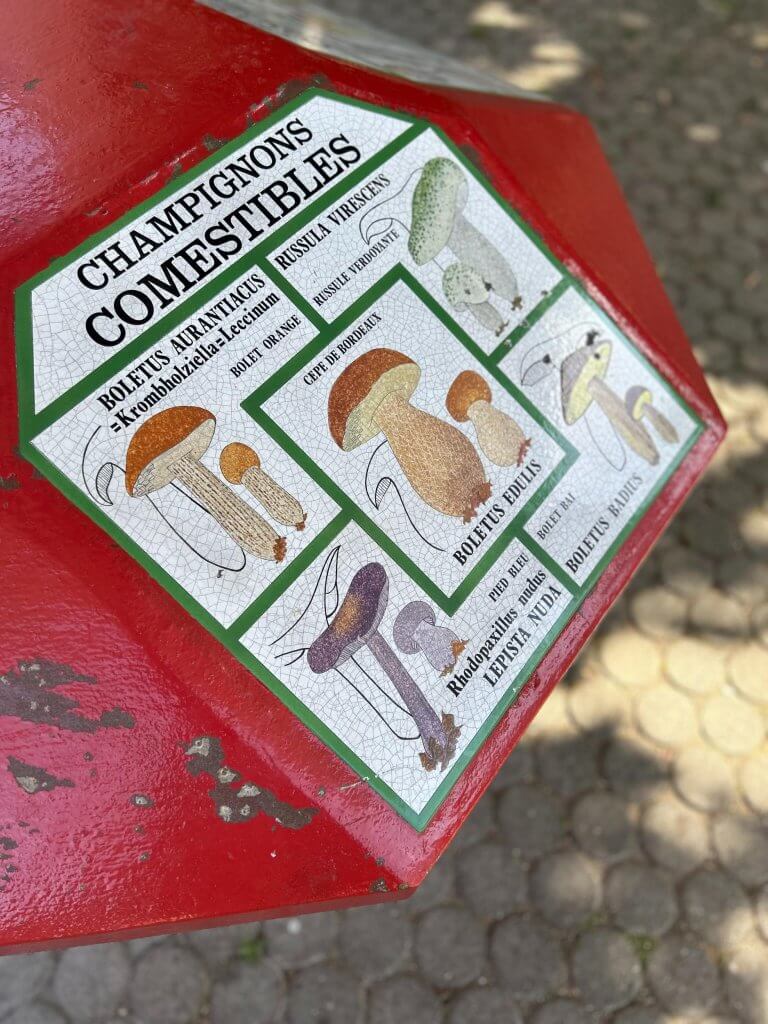 CHAMPIGNONS
COMESTIBLES
RUSSULA VIRESCENS
RUSSULE VERDOYANTE
BOLETUS AURANTIACUS
=Krombholziella=Leccinum
BOLET ORANGE
CEPE DE BORDEAUX
BOLETUS EDULIS
BOLET BAI
BOLETUS BADIUS
PIED BLEU
Rhodopaxillus nudus
LEPISTA NUDA